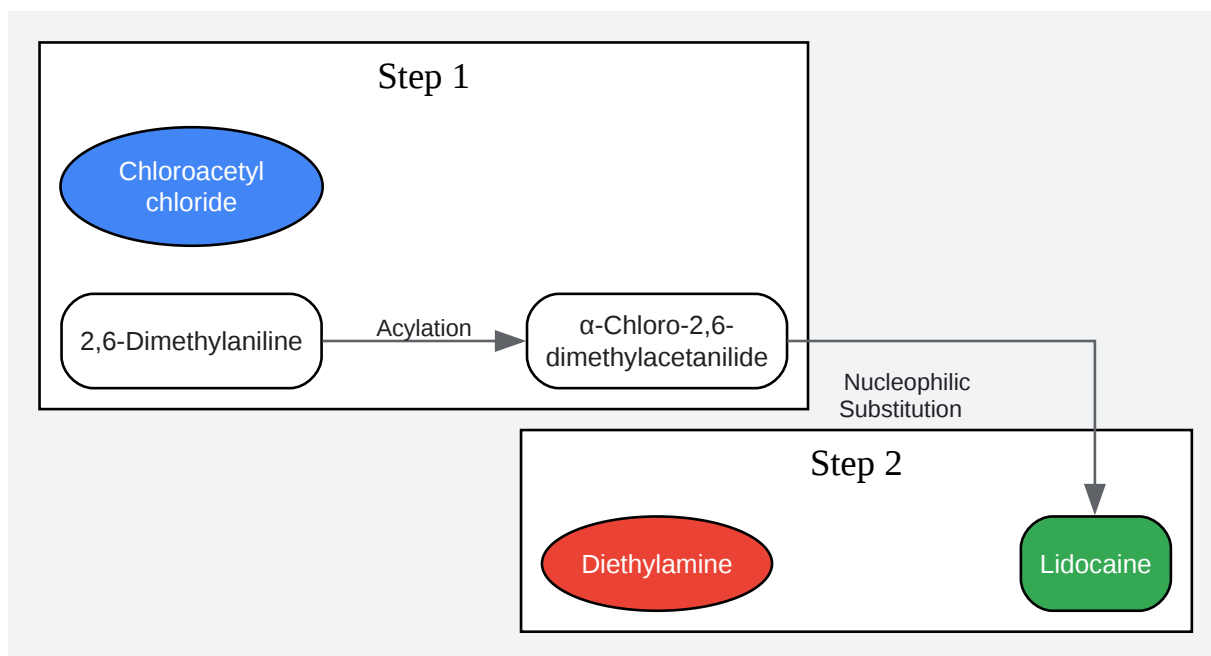 Step 1
Chloroacetyl
chloride
2,6-Dimethylaniline
Acylation
α-Chloro-2,6-
dimethylacetanilide
Nucleophilic
Substitution
Step 2
Diethylamine
Lidocaine